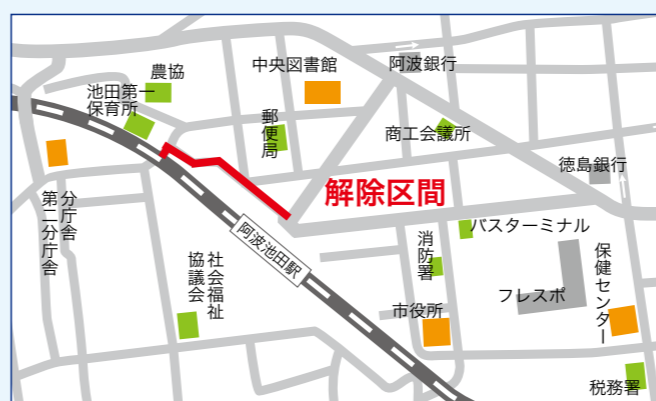 農協
池田第一
保育所
中央図書館
阿波銀行
郵便局
商工会議所
徳島銀行
解除区間
分庁舎
第二分庁舎
阿波池田駅
社会福祉
協議会
バスターミナル
消防署
保健センター
フレスポ
市役所
税務署